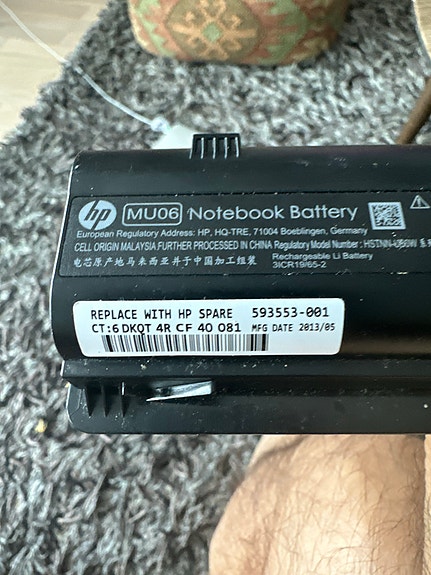 hp MU06 Notebook Battery
European Regulatory Address: HP, HQ-TRE, 71004 Boeblingen, Germany
CELL ORIGIN MALAYSIA FURTHER PROCESSED IN CHINA Regulatory Model Number : HSTNN-UB0W
电芯原产地马来西亚并于中国加工组装 Rechargeable Li Battery
3ICR19/65-2
REPLACE WITH HP SPARE 593553-001
CT:6 DKQT 4R CF 40 081 MFG DATE 2013/05